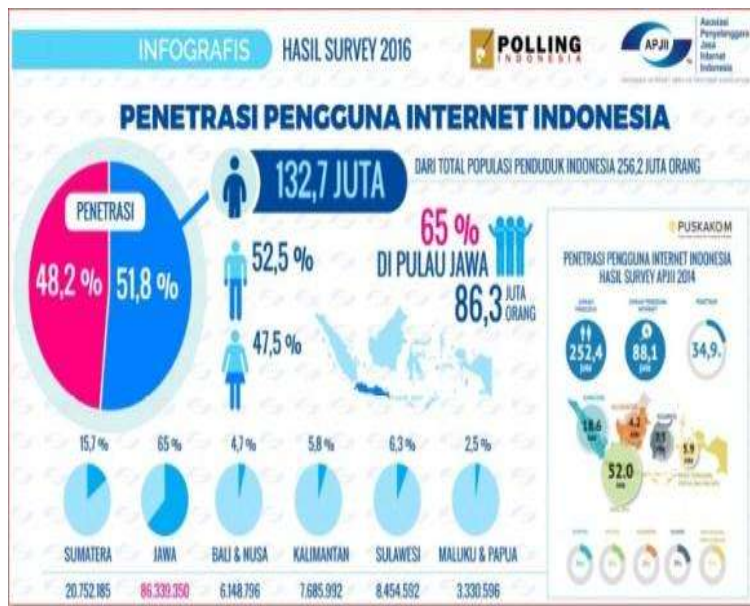 INFOGRAFIS
HASIL SURVEY 2016
POLLING
INDONESIA
APJII
Asosiasi
Penyelenggara
Jasa
Internet
Indonesia
PENETRASI PENGGUNA INTERNET INDONESIA
PENETRASI
48,2 %
51,8 %
132,7 JUTA
DARI TOTAL POPULASI PENDUDUK INDONESIA 256,2 JUTA ORANG
52,5 %
47,5 %
65 %
DI PULAU JAWA
86,3 JUTA
ORANG
PUSKAKOM
PENETRASI PENGGUNA INTERNET INDONESIA
HASIL SURVEY APJII 2014
252,4
88,1
34,9
18.6
4.2
5.9
52.0
15,7 %
65 %
4,7 %
5,8 %
6,3 %
2,5 %
SUMATERA
JAWA
BALI & NUSA
KALIMANTAN
SULAWESI
MALUKU & PAPUA
20.752.185
86.339.350
6.148.796
7.685.992
8.454.592
3.330.596